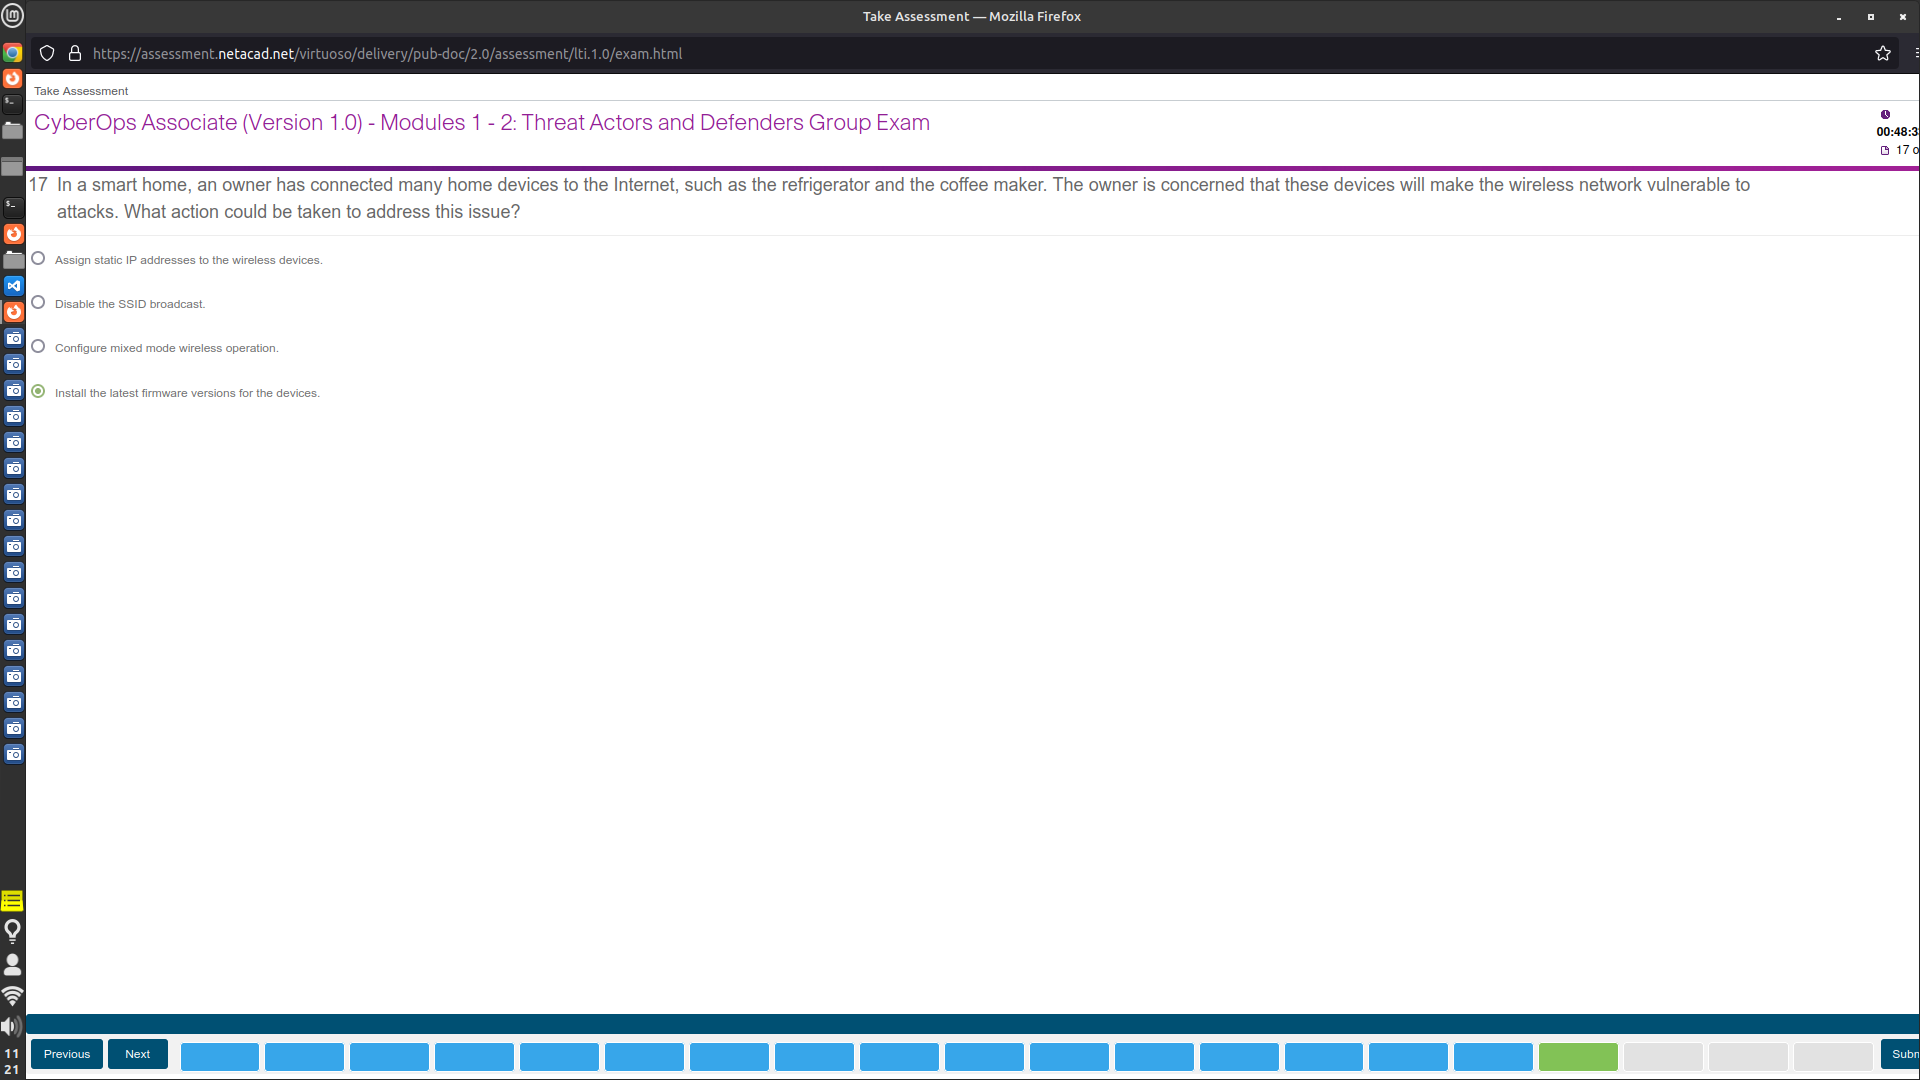 Take Assessment — Mozilla Firefox
https://assessment.netacad.net/virtuoso/delivery/pub-doc/2.0/assessment/lti.1.0/exam.html
Take Assessment
CyberOps Associate (Version 1.0) - Modules 1 - 2: Threat Actors and Defenders Group Exam
00:48:3
17 o
17 In a smart home, an owner has connected many home devices to the Internet, such as the refrigerator and the coffee maker. The owner is concerned that these devices will make the wireless network vulnerable to
attacks. What action could be taken to address this issue?
Assign static IP addresses to the wireless devices.
Disable the SSID broadcast.
Configure mixed mode wireless operation.
Install the latest firmware versions for the devices.
Previous Next Subm
11
21